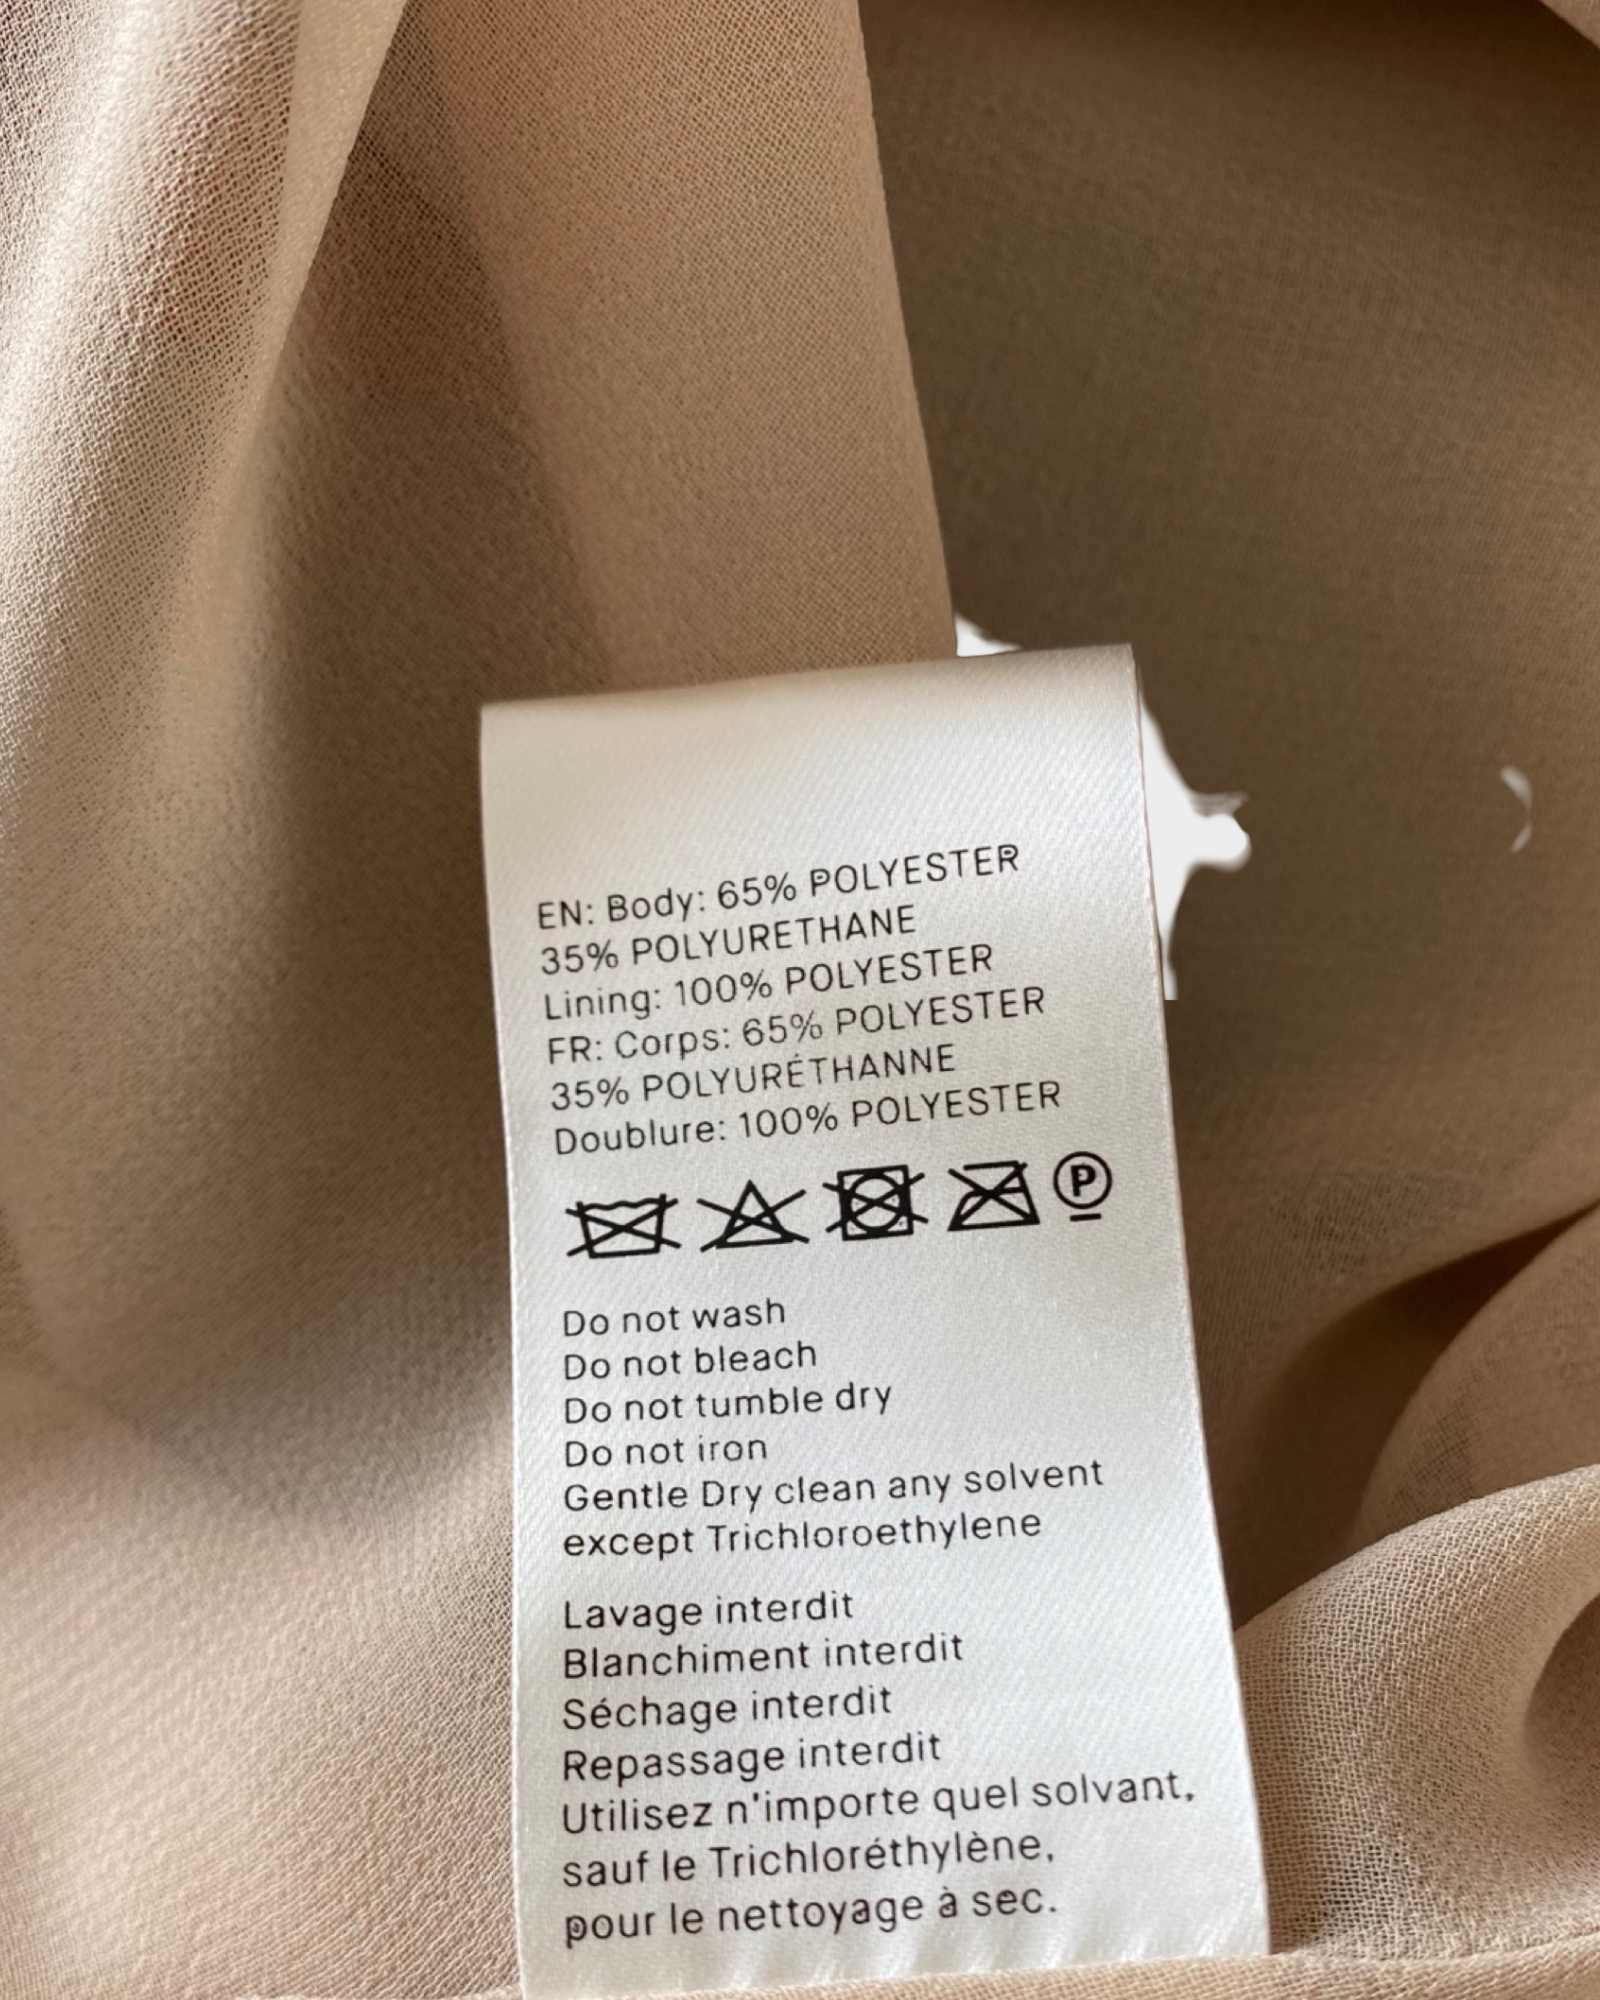 EN: Body: 65% POLYESTER
35% POLYURETHANE
Lining: 100% POLYESTER
FR: Corps: 65% POLYESTER
35% POLYURÉTHANNE
Doublure: 100% POLYESTER
P
Do not wash
Do not bleach
Do not tumble dry
Do not iron
Gentle Dry clean any solvent
except Trichloroethylene
Lavage interdit
Blanchiment interdit
Séchage interdit
Repassage interdit
Utilisez n'importe quel solvant,
sauf le Trichloréthylène,
pour le nettoyage à sec.